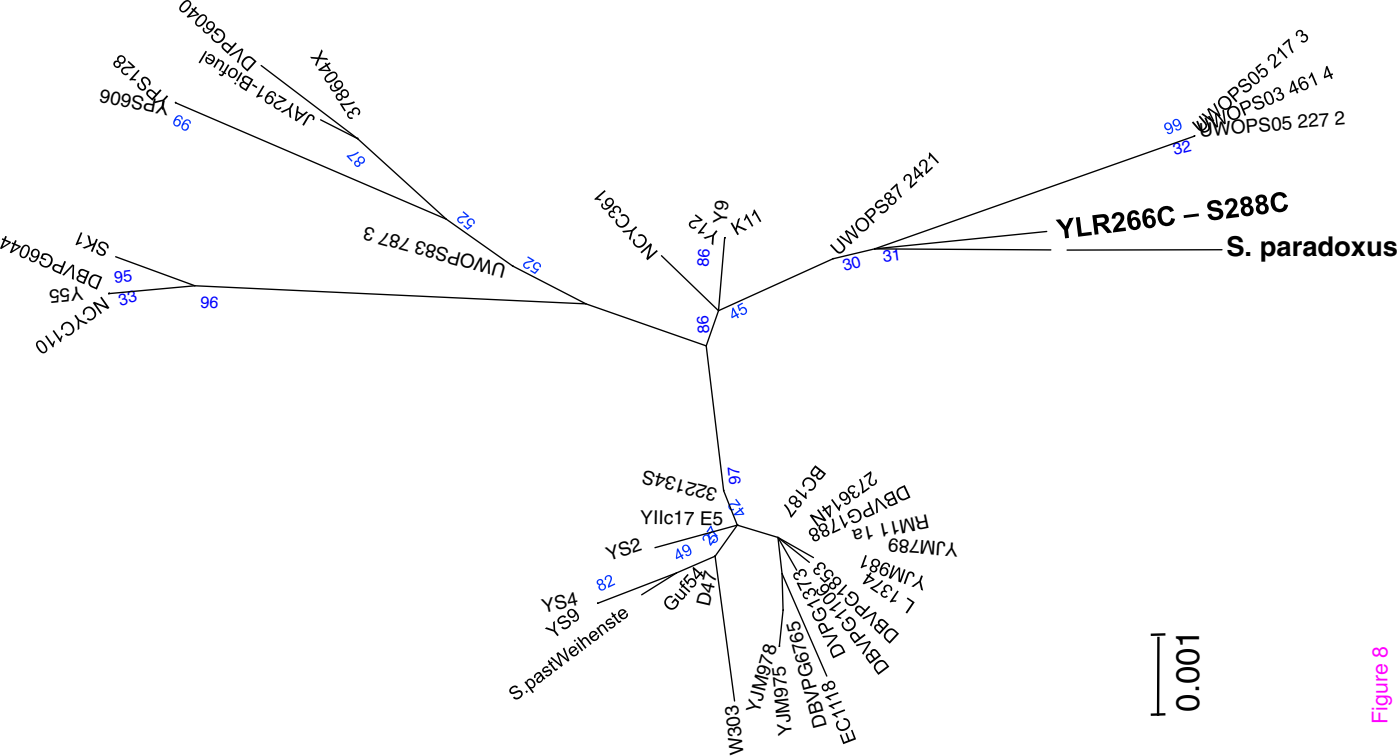 DVPG6040
JAY291-Biofuel
378604X
YPS128
YPS606
99
87
52
UWOPS83 787 3
52
SK1
DBVPG6044
95
Y55
33
NCYC110
96
NCYC361
Y12
Y9
K11
86
86
45
UWOPS87 2421
30
31
UWOPS05 217 3
UWOPS03 461 4
UWOPS05 227 2
99
32
YLR266C – S288C
S. paradoxus
97
42
322134S
YIIc17 E5
YS2
49
82
YS4
YS9
S.pastWeihenste
Guf54
D47
W303
YJM978
YJM975
DBVPG6765
EC1118
DVPG1373
DBVPG1106
DBVPG1853
L 1374
YJM981
YJM789
RM11 1a
DBVPG1788
273614N
BC187
0.001
Figure 8